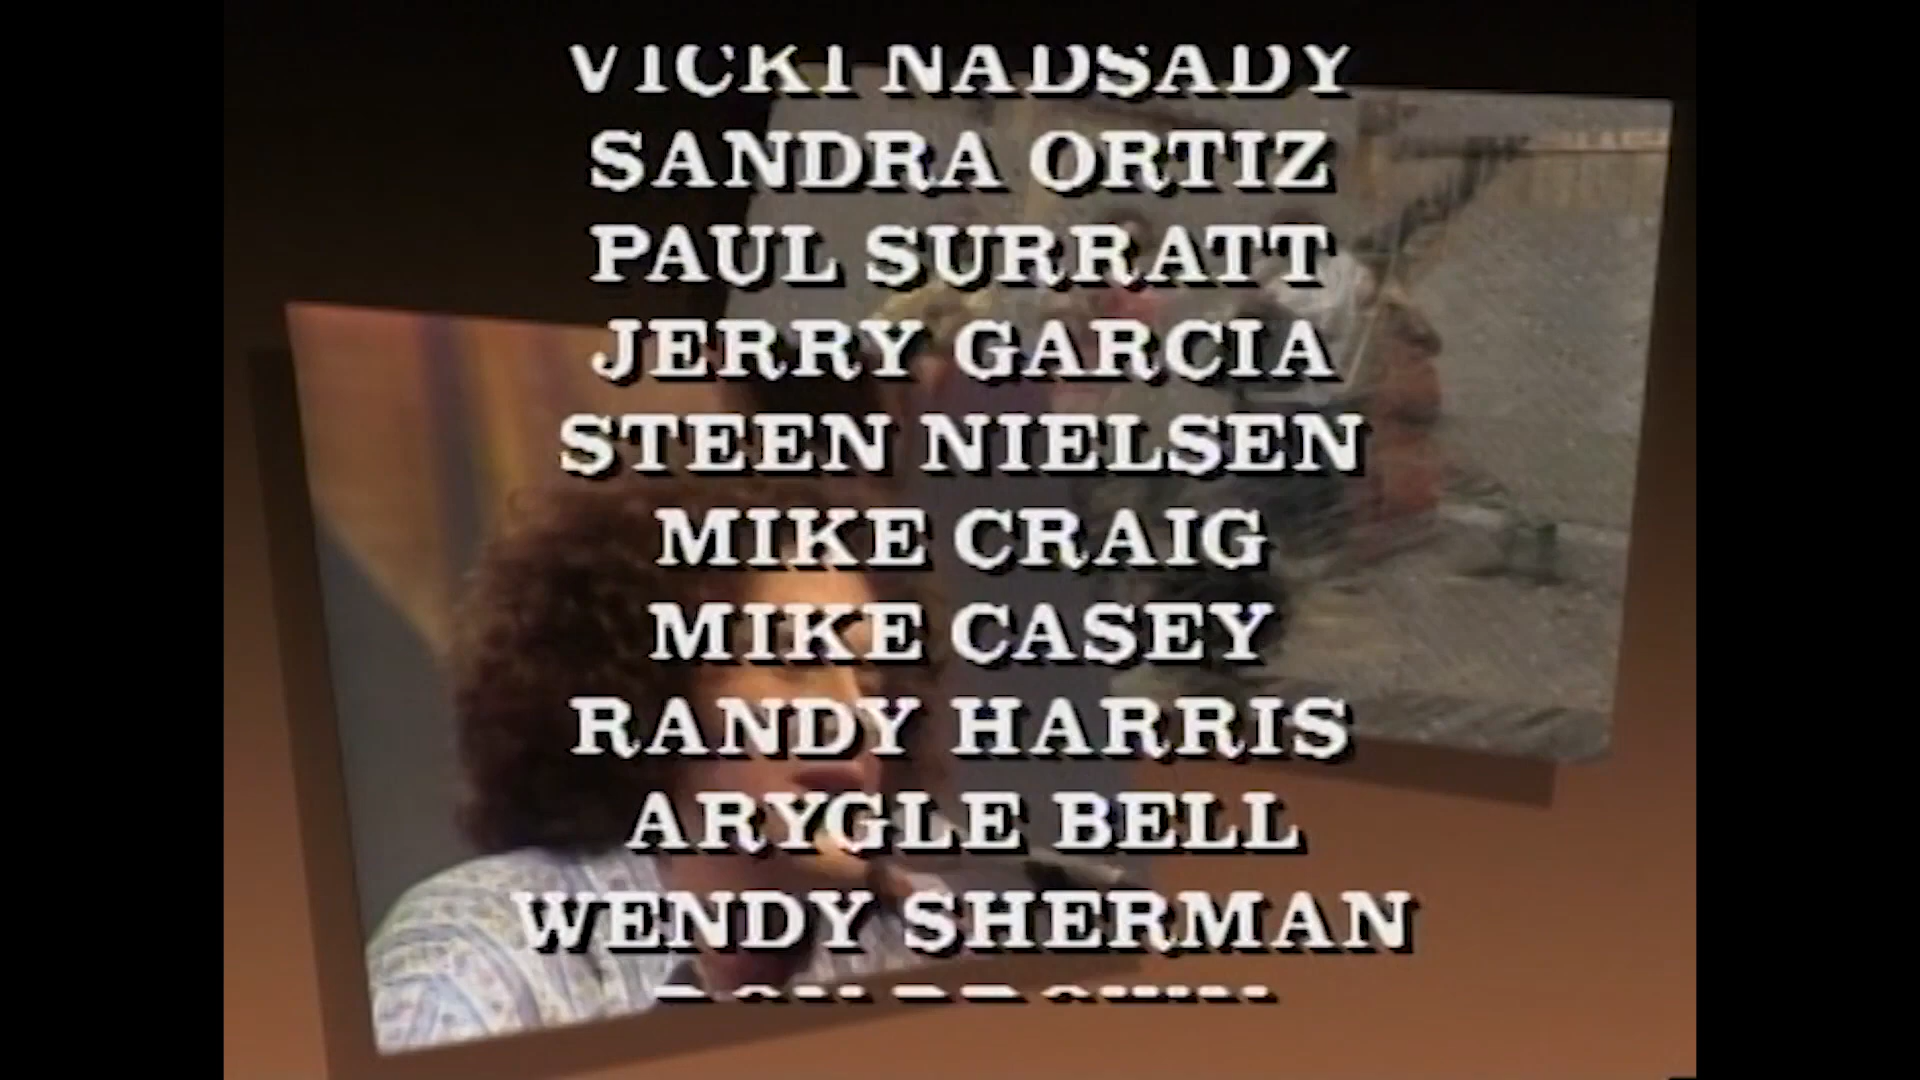 VICKI NADSADY
SANDRA ORTIZ
PAUL SURRATT
JERRY GARCIA
STEEN NIELSEN
MIKE CRAIG
MIKE CASEY
RANDY HARRIS
ARYGLE BELL
WENDY SHERMAN